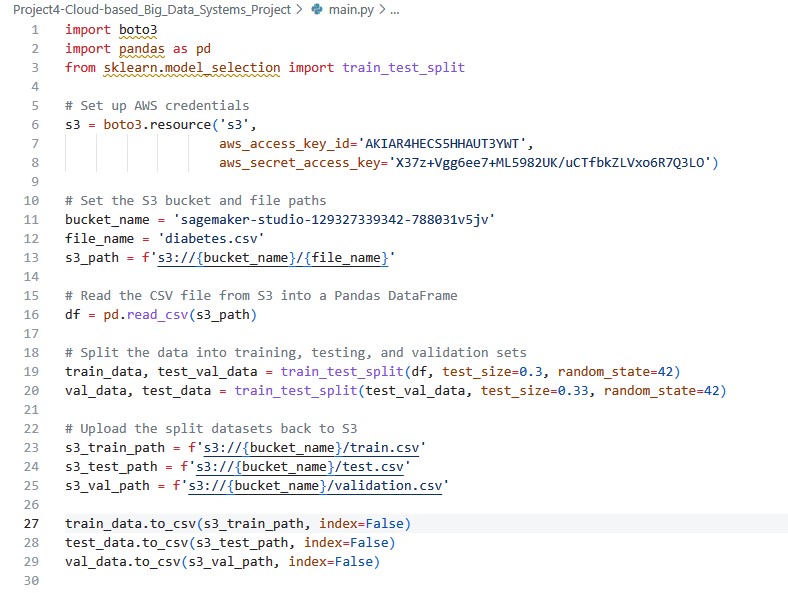 Project4-Cloud-based_Big_Data_Systems_Project > main.py > ...
1 import boto3
2 import pandas as pd
3 from sklearn.model_selection import train_test_split
4
5 # Set up AWS credentials
6 s3 = boto3.resource('s3',
7 aws_access_key_id='AKIAR4HECS5HHAUT3YWT',
8 aws_secret_access_key='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')
9
10 # Set the S3 bucket and file paths
11 bucket_name = 'sagemaker-studio-129327339342-788031v5jv'
12 file_name = 'diabetes.csv'
13 s3_path = f's3://{bucket_name}/{file_name}'
14
15 # Read the CSV file from S3 into a Pandas DataFrame
16 df = pd.read_csv(s3_path)
17
18 # Split the data into training, testing, and validation sets
19 train_data, test_val_data = train_test_split(df, test_size=0.3, random_state=42)
20 val_data, test_data = train_test_split(test_val_data, test_size=0.33, random_state=42)
21
22 # Upload the split datasets back to S3
23 s3_train_path = f's3://{bucket_name}/train.csv'
24 s3_test_path = f's3://{bucket_name}/test.csv'
25 s3_val_path = f's3://{bucket_name}/validation.csv'
26
27 train_data.to_csv(s3_train_path, index=False)
28 test_data.to_csv(s3_test_path, index=False)
29 val_data.to_csv(s3_val_path, index=False)
30